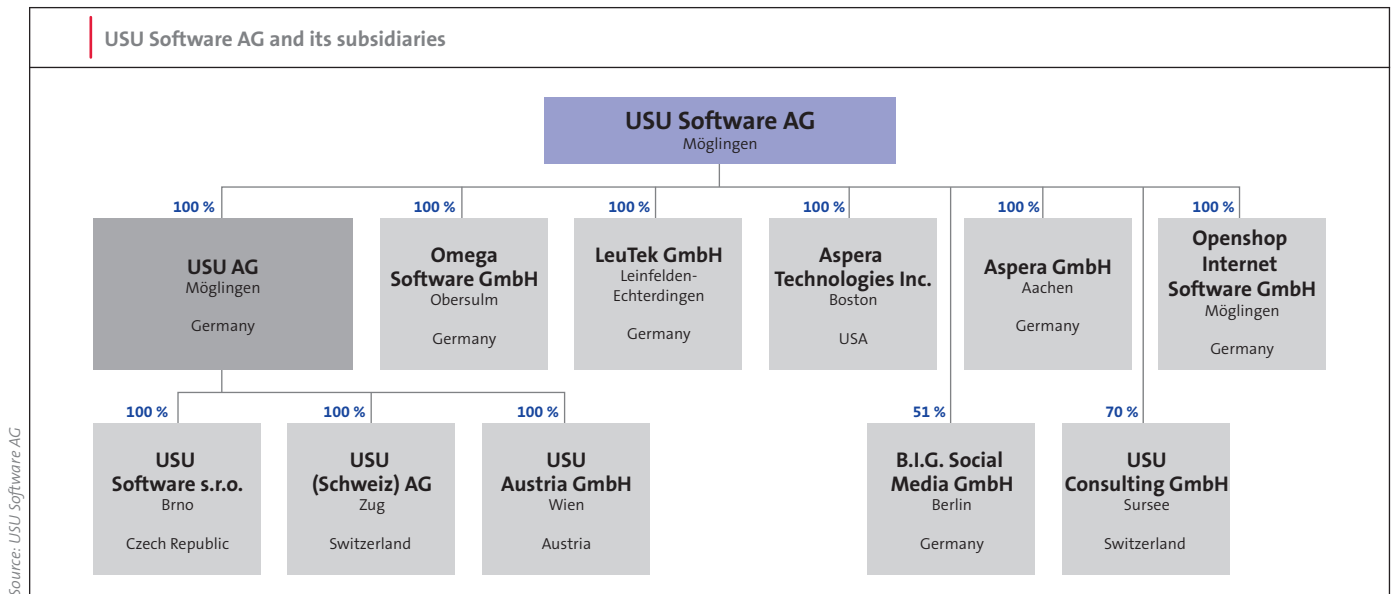 USU Software AG and its subsidiaries
USU Software AG
Möglingen
100 %
USU AG
Möglingen
Germany
100 %
Omega
Software GmbH
Obersulm
Germany
100 %
LeuTek GmbH
Leinfelden-
Echterdingen
Germany
100 %
Aspera
Technologies Inc.
Boston
USA
100 %
Aspera GmbH
Aachen
Germany
100 %
Openshop
Internet
Software GmbH
Möglingen
Germany
100 %
USU
Software s.r.o.
Brno
Czech Republic
100 %
USU
(Schweiz) AG
Zug
Switzerland
100 %
USU
Austria GmbH
Wien
Austria
51 %
B.I.G. Social
Media GmbH
Berlin
Germany
70 %
USU
Consulting GmbH
Sursee
Switzerland
Source: USU Software AG